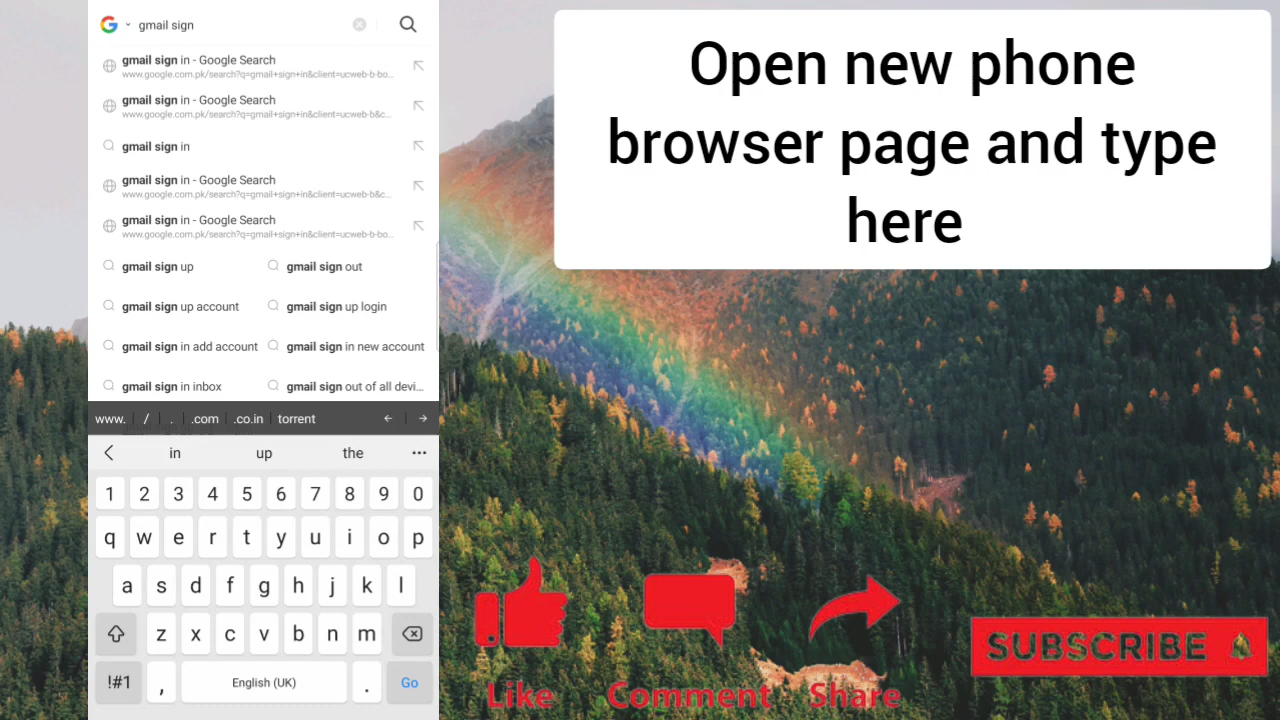 gmail sign
gmail sign in - Google Search
www.google.com.pk/search?q=gmail+sign+in&client=ucweb-b-bo...
gmail sign in - Google Search
www.google.com.pk/search?q=gmail+sign+in&client=ucweb-b&c...
gmail sign in
gmail sign in - Google Search
www.google.com.pk/search?q=gmail+sign+in&client=ucweb-b&c...
gmail sign in - Google Search
www.google.com.pk/search?q=gmail+sign+in&client=ucweb-b-bo...
gmail sign up gmail sign out
gmail sign up account gmail sign up login
gmail sign in add account gmail sign in new account
gmail sign in inbox gmail sign out of all devi...
www. / . .com .co.in torrent
in up the
1 2 3 4 5 6 7 8 9 0
q w e r t y u i o p
a s d f g h j k l
z x c v b n m
!#1 , English (UK) . Go
Open new phone
browser page and type
here
Like Comment Share
SUBSCRIBE